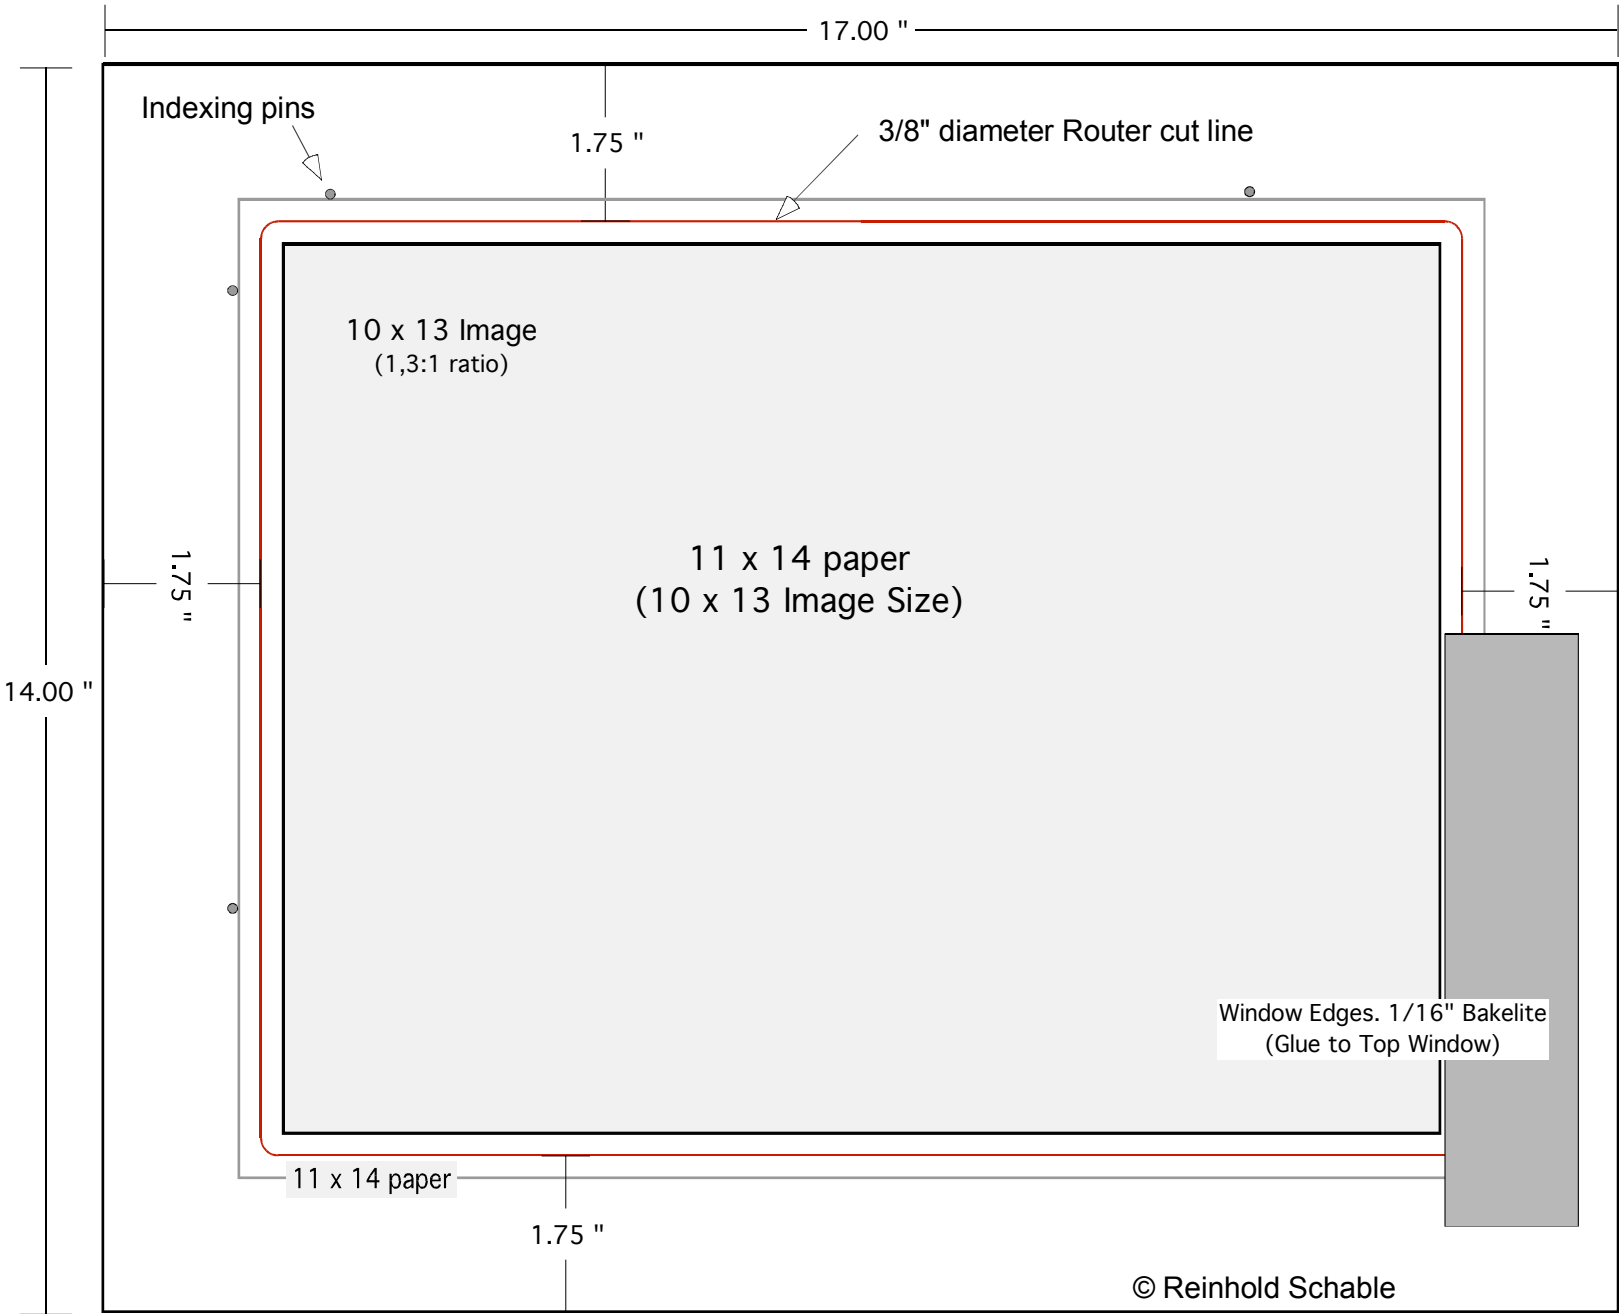 17.00 "
Indexing pins
1.75 "
3/8" diameter Router cut line
10 x 13 Image
(1,3:1 ratio)
11 x 14 paper
(10 x 13 Image Size)
1.75 "
1.75 "
14.00 "
Window Edges. 1/16" Bakelite
(Glue to Top Window)
11 x 14 paper
1.75 "
© Reinhold Schable